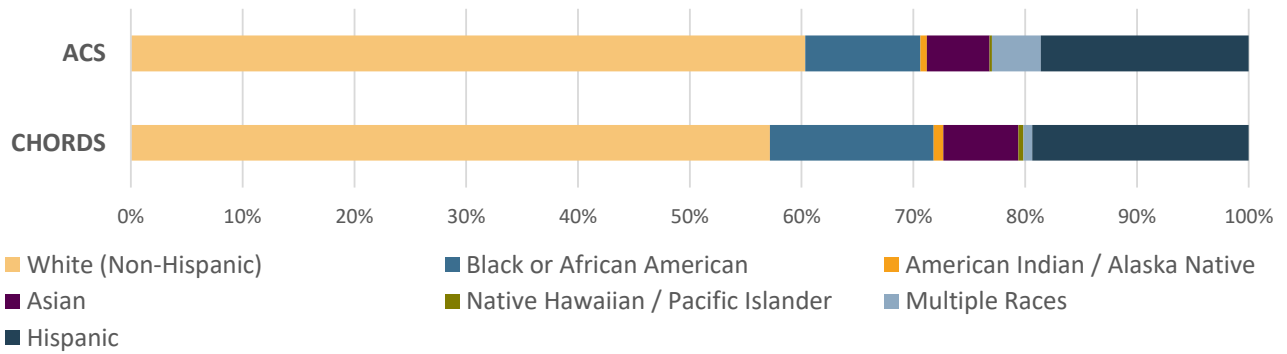 ACS
CHORDS
0% 10% 20% 30% 40% 50% 60% 70% 80% 90% 100%
White (Non-Hispanic) Black or African American American Indian / Alaska Native
Asian Native Hawaiian / Pacific Islander Multiple Races
Hispanic